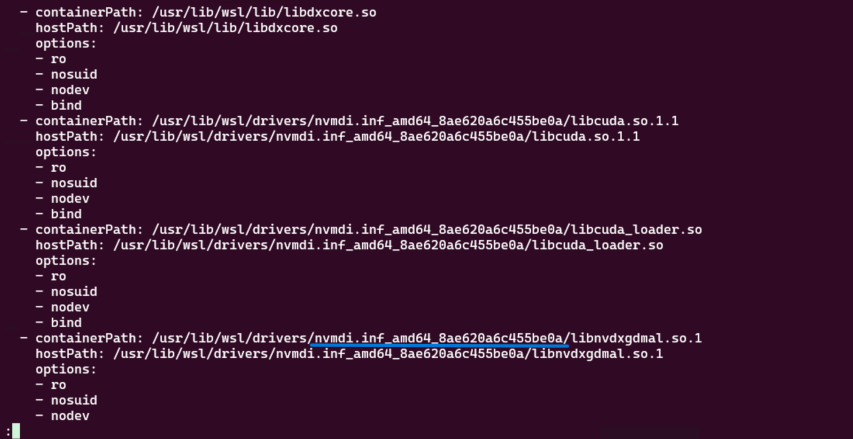 - containerPath: /usr/lib/wsl/lib/libdxcore.so
hostPath: /usr/lib/wsl/lib/libdxcore.so
options:
- ro
- nosuid
- nodev
- bind
- containerPath: /usr/lib/wsl/drivers/nvmdi.inf_amd64_8ae620a6c455be0a/libcuda.so.1.1
hostPath: /usr/lib/wsl/drivers/nvmdi.inf_amd64_8ae620a6c455be0a/libcuda.so.1.1
options:
- ro
- nosuid
- nodev
- bind
- containerPath: /usr/lib/wsl/drivers/nvmdi.inf_amd64_8ae620a6c455be0a/libcuda_loader.so
hostPath: /usr/lib/wsl/drivers/nvmdi.inf_amd64_8ae620a6c455be0a/libcuda_loader.so
options:
- ro
- nosuid
- nodev
- bind
- containerPath: /usr/lib/wsl/drivers/nvmdi.inf_amd64_8ae620a6c455be0a/libnvdxgdmal.so.1
hostPath: /usr/lib/wsl/drivers/nvmdi.inf_amd64_8ae620a6c455be0a/libnvdxgdmal.so.1
options:
- ro
- nosuid
- nodev
: